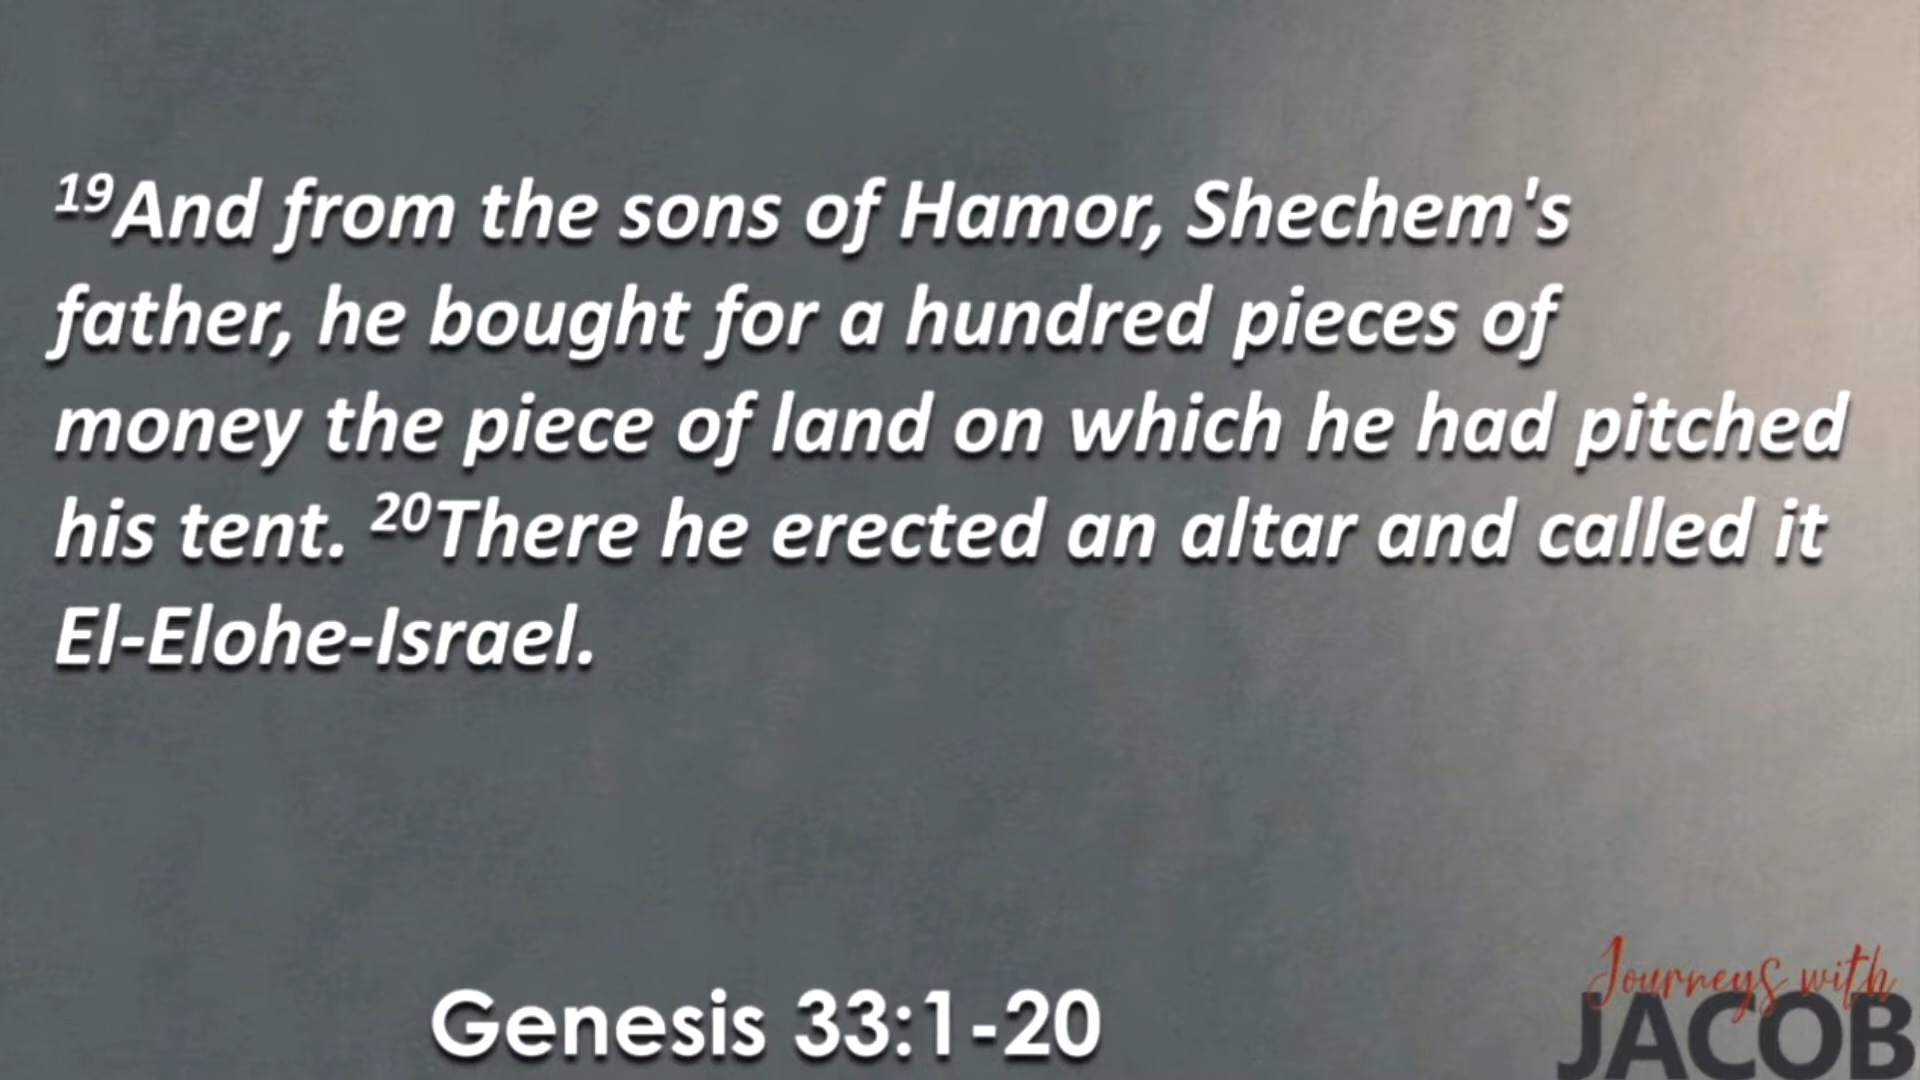 19And from the sons of Hamor, Shechem's
father, he bought for a hundred pieces of
money the piece of land on which he had pitched
his tent. 20There he erected an altar and called it
El-Elohe-Israel.
Genesis 33:1-20
Journeys with
JACOB